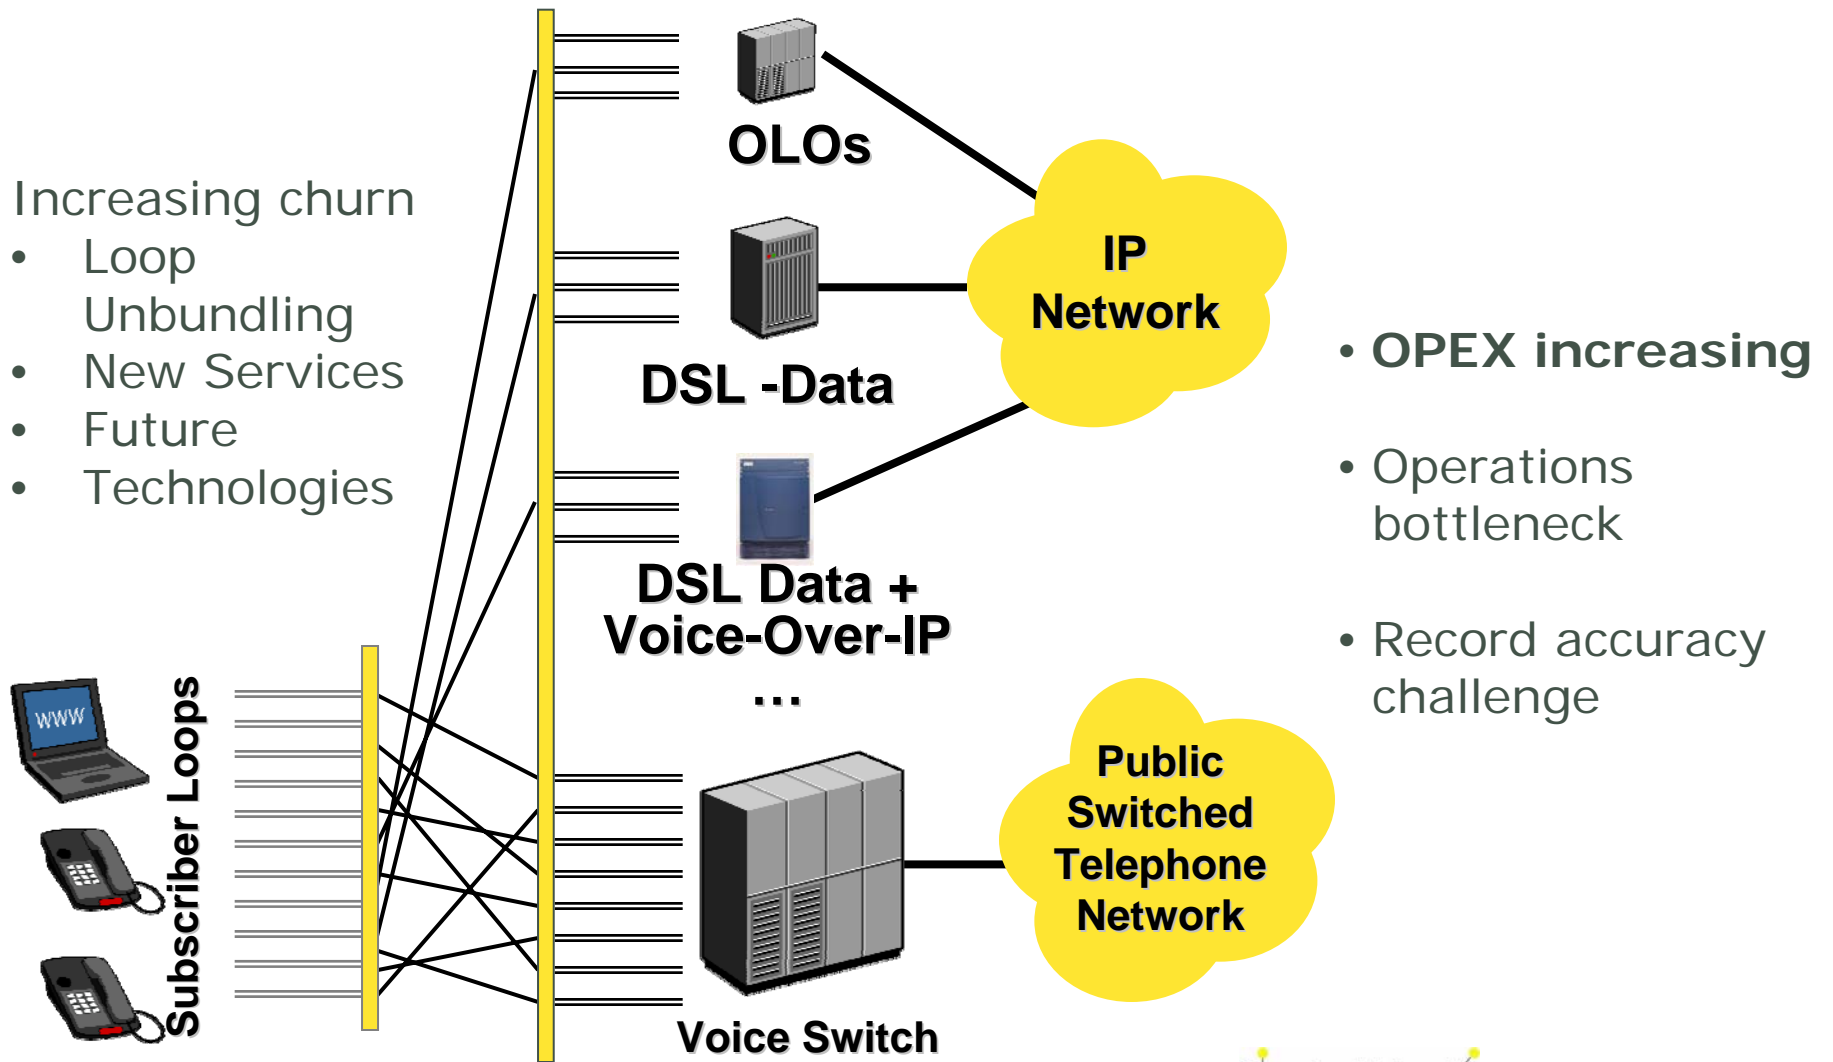 Increasing churn
• Loop
Unbundling
• New Services
• Future
• Technologies
WWW
Subscriber Loops
OLOs
DSL -Data
DSL Data +
Voice-Over-IP
...
Voice Switch
IP
Network
Public
Switched
Telephone
Network
• OPEX increasing
• Operations
bottleneck
• Record accuracy
challenge